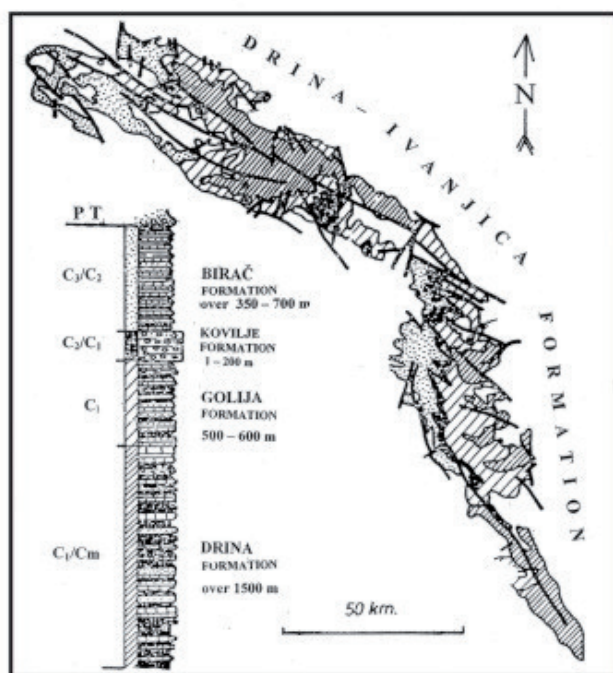 DRINA – IVANJICA FORMATION
N
P T
C₃/C₂
BIRAČ
FORMATION
over 350 – 700 m
C₂/C₁
KOVILJE
FORMATION
1 – 200 m
C₁
GOLIJA
FORMATION
500 – 600 m
C₁/Cm
DRINA
FORMATION
over 1500 m
50 km.